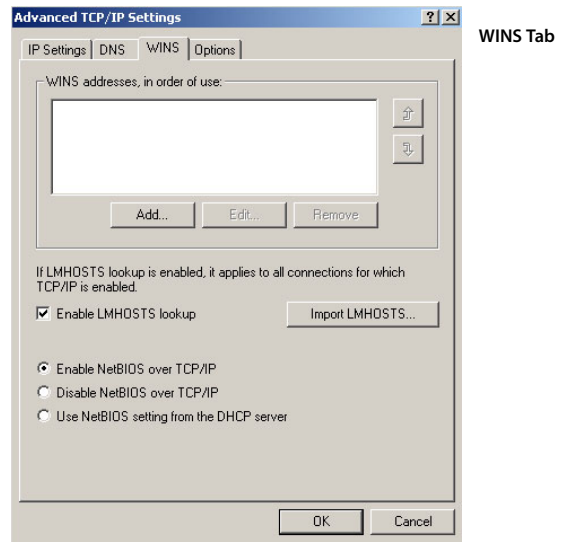 Advanced TCP/IP Settings
WINS Tab
IP Settings DNS WINS Options
WINS addresses, in order of use:
Add... Edit... Remove
If LMHOSTS lookup is enabled, it applies to all connections for which
TCP/IP is enabled.
Enable LMHOSTS lookup Import LMHOSTS...
Enable NetBIOS over TCP/IP
Disable NetBIOS over TCP/IP
Use NetBIOS setting from the DHCP server
OK Cancel